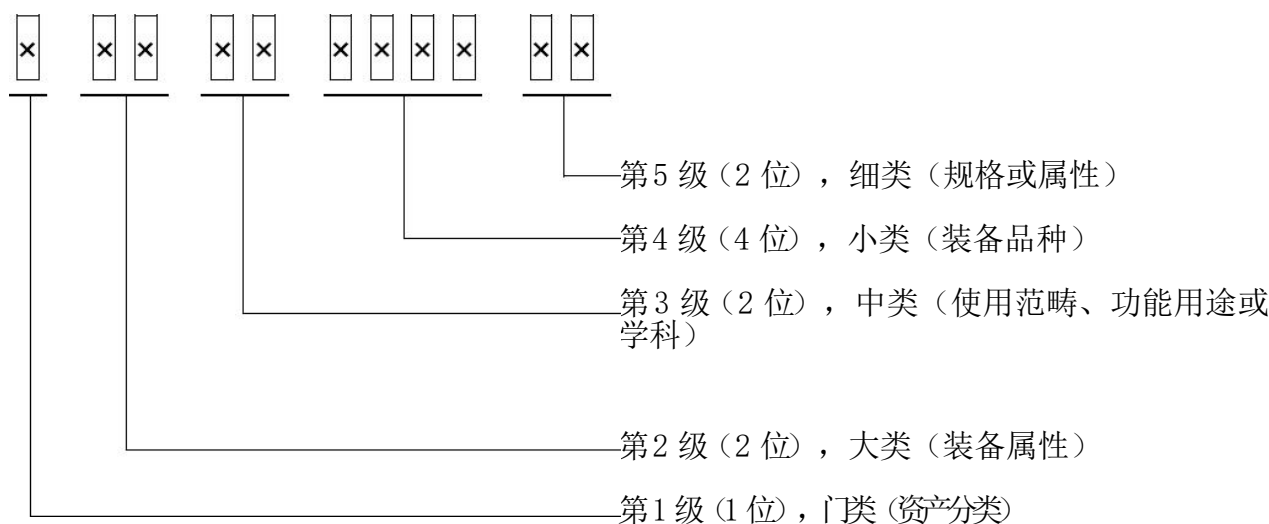 × ×× ×× ×××× ××
第5级（2位），细类（规格或属性）
第4级（4位），小类（装备品种）
第3级（2位），中类（使用范畴、功能用途或
学科）
第2级（2位），大类（装备属性）
第1级（1位），门类（资产分类）